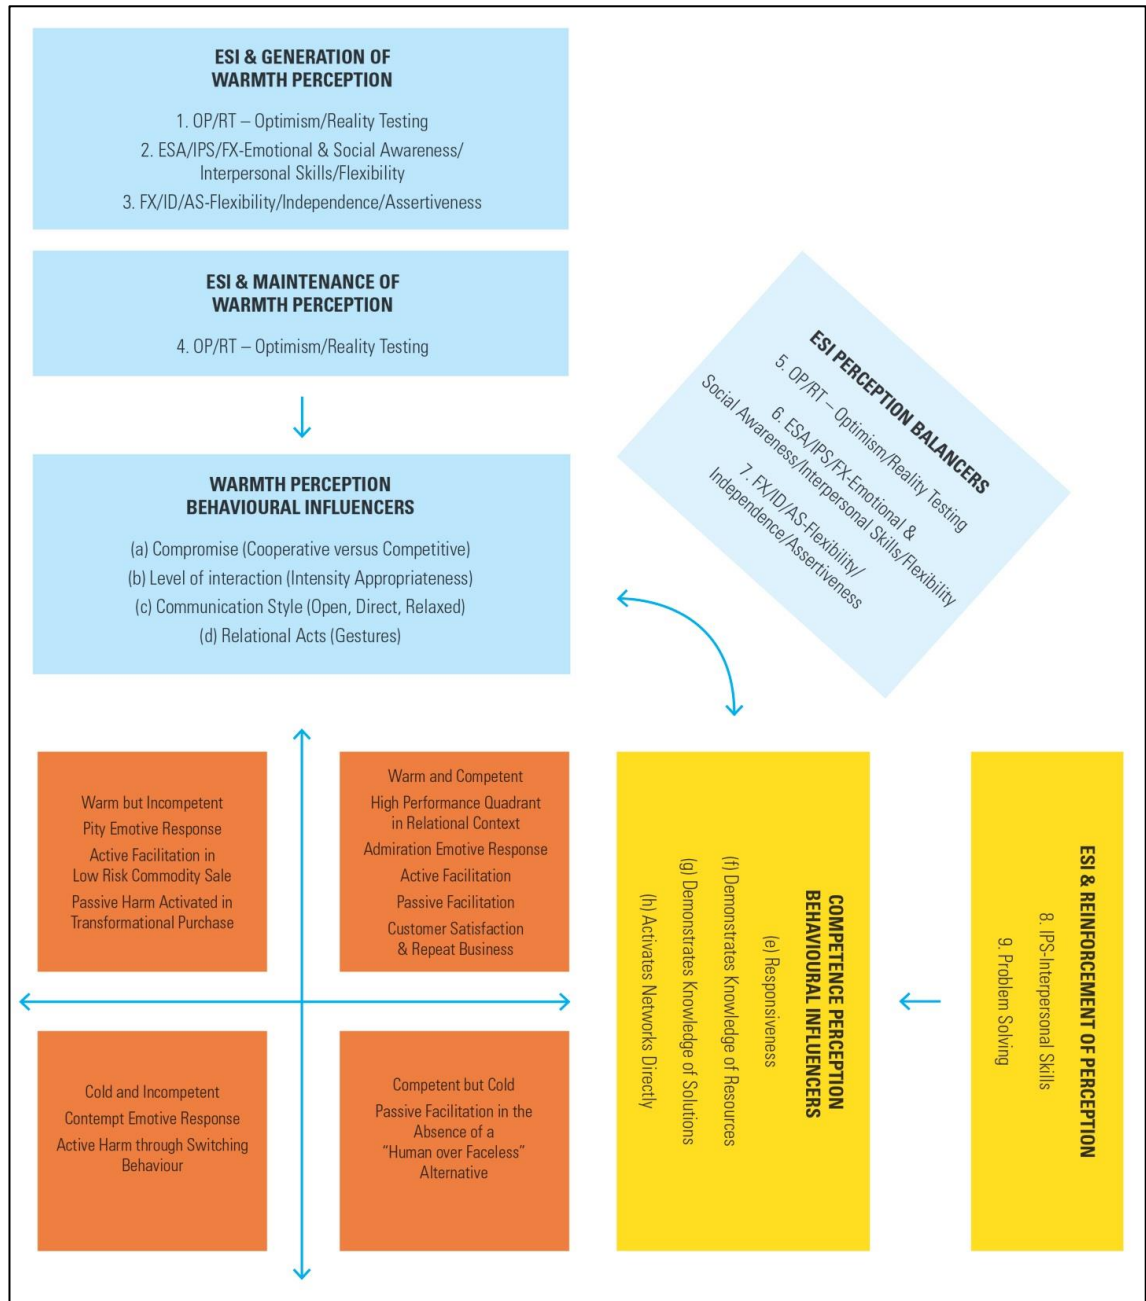 ESI & GENERATION OF
WARMTH PERCEPTION
1. OP/RT – Optimism/Reality Testing
2. ESA/IPS/FX-Emotional & Social Awareness/
Interpersonal Skills/Flexibility
3. FX/ID/AS-Flexibility/Independence/Assertiveness
ESI & MAINTENANCE OF
WARMTH PERCEPTION
4. OP/RT – Optimism/Reality Testing
ESI PERCEPTION BALANCERS
5. OP/RT – Optimism/Reality Testing
6. ESA/IPS/FX-Emotional &
Social Awareness/Interpersonal Skills/Flexibility
7. FX/ID/AS-Flexibility/
Independence/Assertiveness
WARMTH PERCEPTION
BEHAVIOURAL INFLUENCERS
(a) Compromise (Cooperative versus Competitive)
(b) Level of interaction (Intensity Appropriateness)
(c) Communication Style (Open, Direct, Relaxed)
(d) Relational Acts (Gestures)
Warm but Incompetent
Pity Emotive Response
Active Facilitation in
Low Risk Commodity Sale
Passive Harm Activated in
Transformational Purchase
Warm and Competent
High Performance Quadrant
in Relational Context
Admiration Emotive Response
Active Facilitation
Passive Facilitation
Customer Satisfaction
& Repeat Business
Cold and Incompetent
Contempt Emotive Response
Active Harm through Switching
Behaviour
Competent but Cold
Passive Facilitation in the
Absence of a
“Human over Faceless”
Alternative
COMPETENCE PERCEPTION
BEHAVIOURAL INFLUENCERS
(e) Responsiveness
(f) Demonstrates Knowledge of Resources
(g) Demonstrates Knowledge of Solutions
(h) Activates Networks Directly
ESI & REINFORCEMENT OF PERCEPTION
8. IPS-Interpersonal Skills
9. Problem Solving